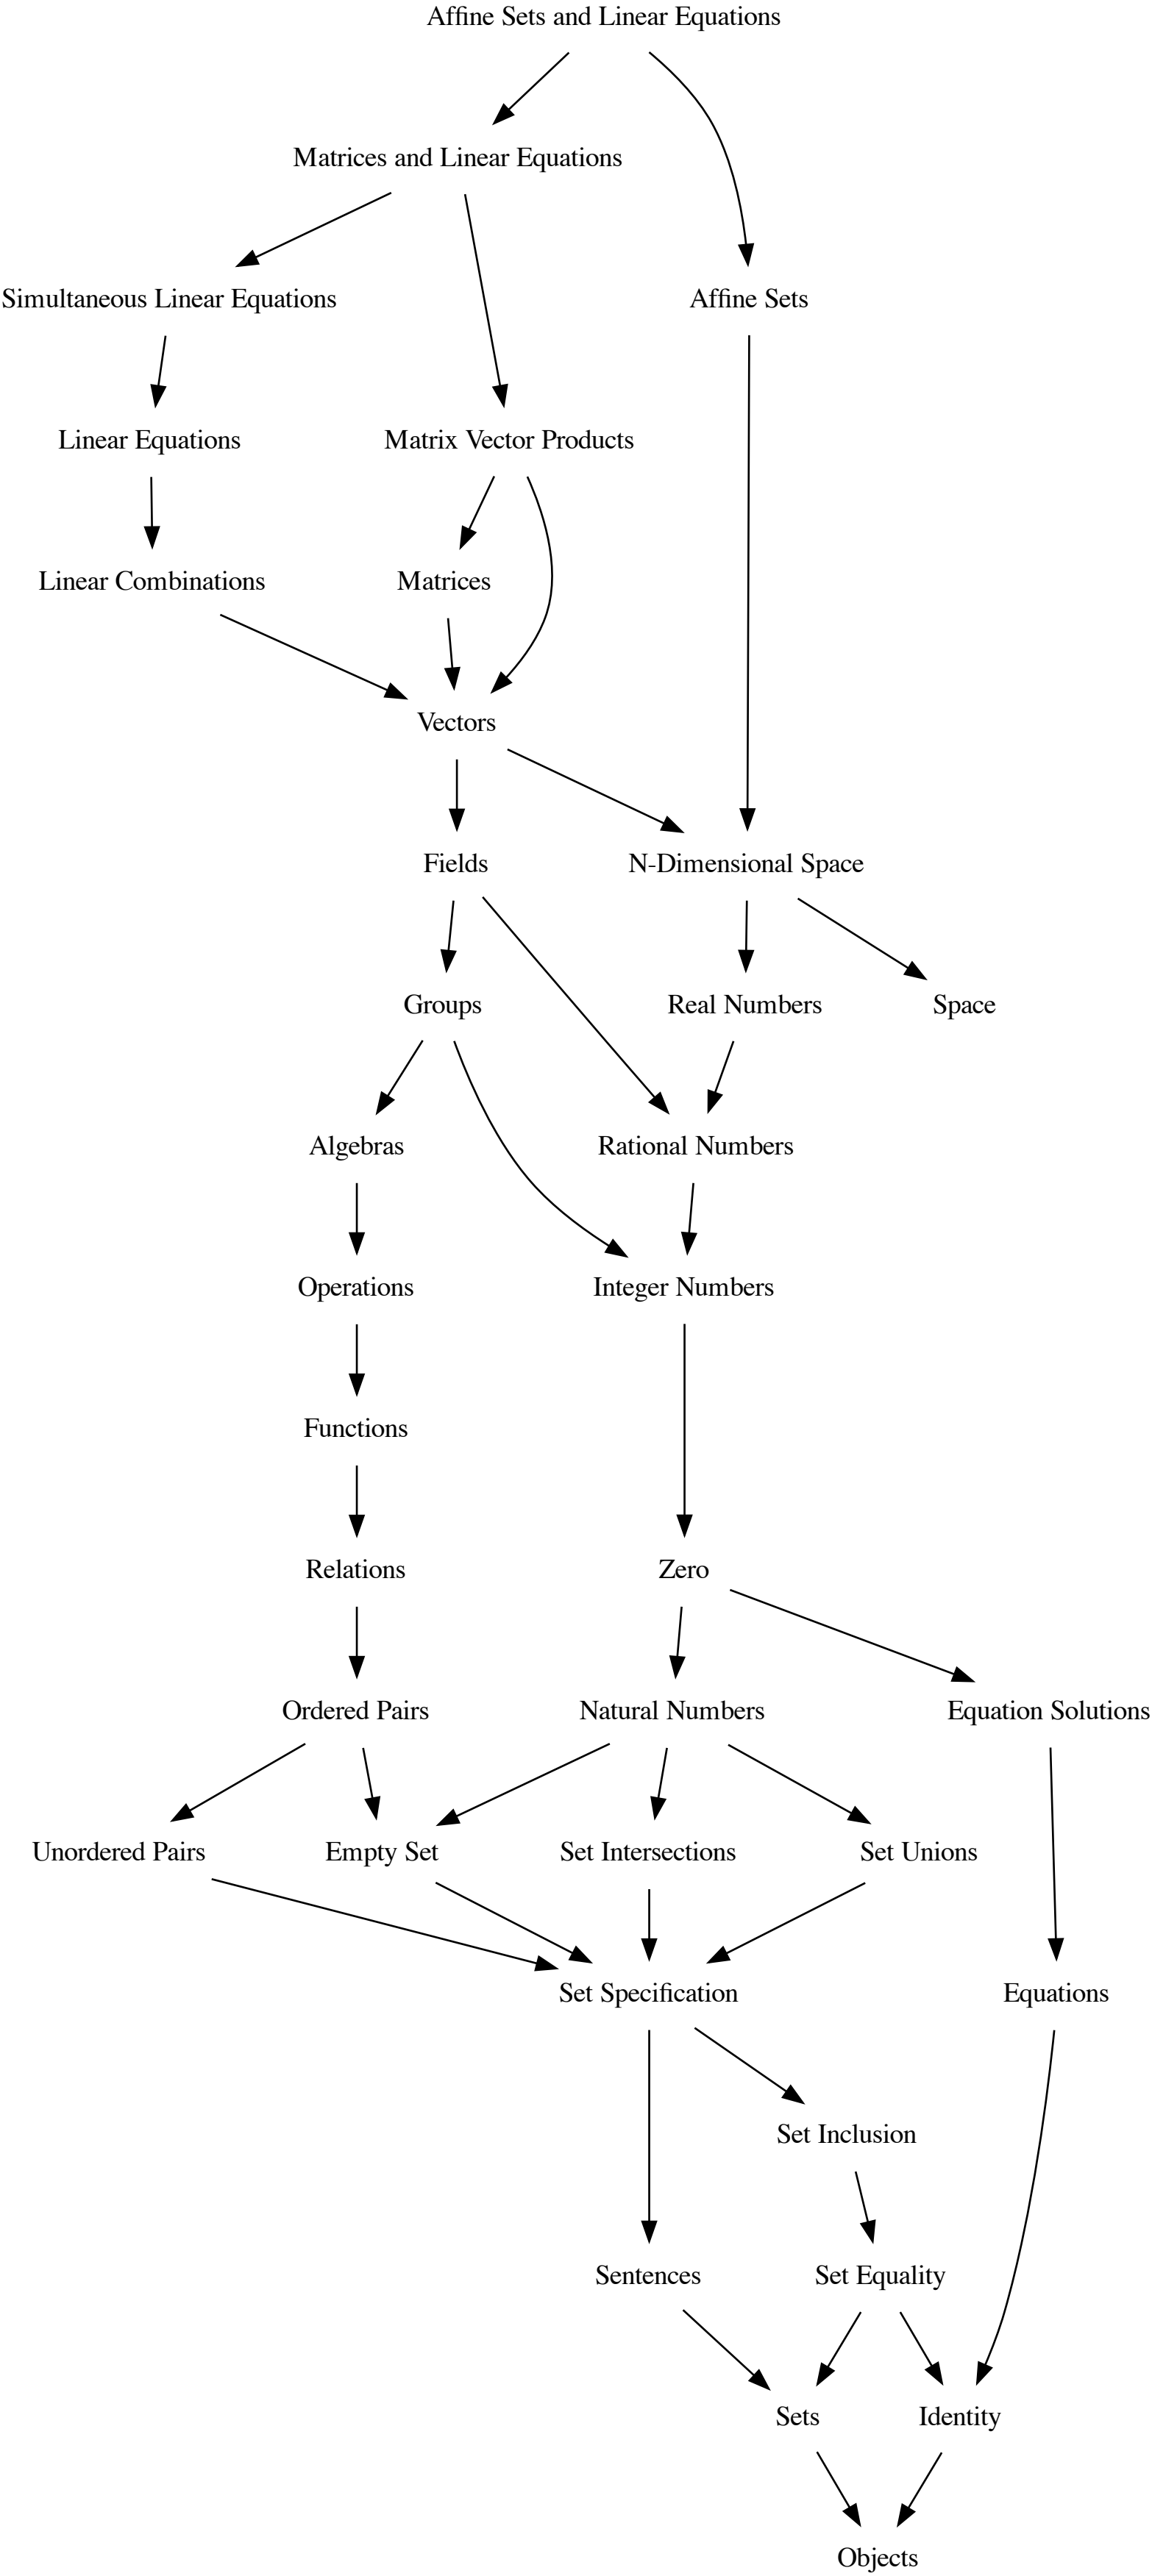 Affine Sets and Linear Equations
Matrices and Linear Equations
Simultaneous Linear Equations
Affine Sets
Linear Equations
Matrix Vector Products
Linear Combinations
Matrices
Vectors
Fields
N-Dimensional Space
Groups
Real Numbers
Space
Algebras
Rational Numbers
Operations
Integer Numbers
Functions
Relations
Zero
Ordered Pairs
Natural Numbers
Equation Solutions
Unordered Pairs
Empty Set
Set Intersections
Set Unions
Set Specification
Equations
Set Inclusion
Sentences
Set Equality
Sets
Identity
Objects